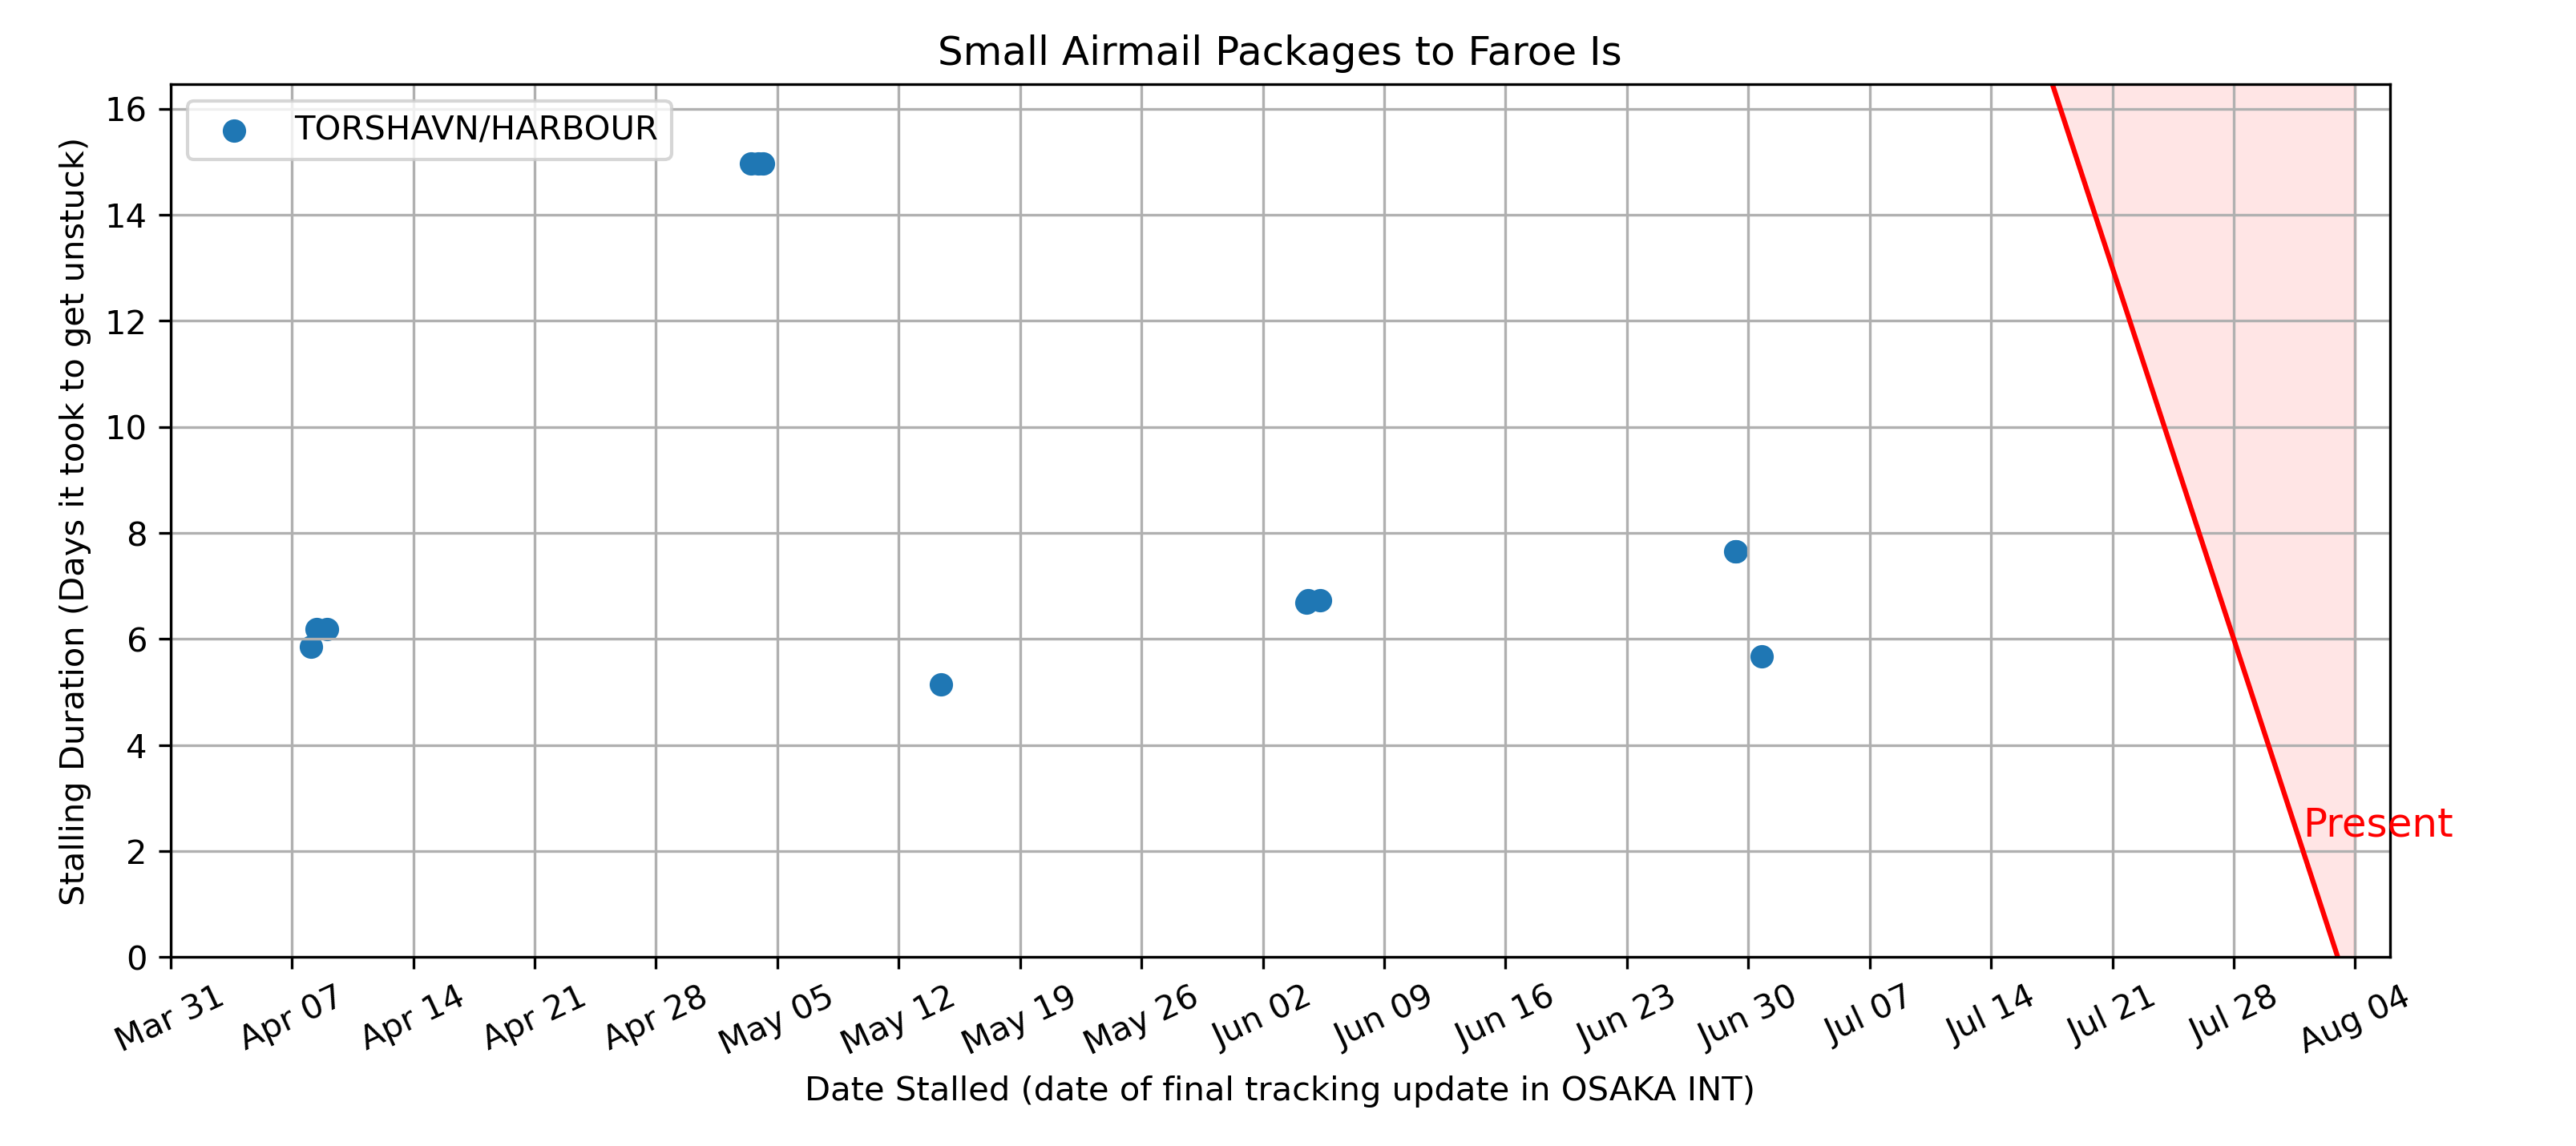 Small Airmail Packages to Faroe Is
TORSHAVN/HARBOUR
Stalling Duration (Days it took to get unstuck)
16
14
12
10
8
6
4
2
0
Present
Mar 31 Apr 07 Apr 14 Apr 21 Apr 28 May 05 May 12 May 19 May 26 Jun 02 Jun 09 Jun 16 Jun 23 Jun 30 Jul 07 Jul 14 Jul 21 Jul 28 Aug 04
Date Stalled (date of final tracking update in OSAKA INT)